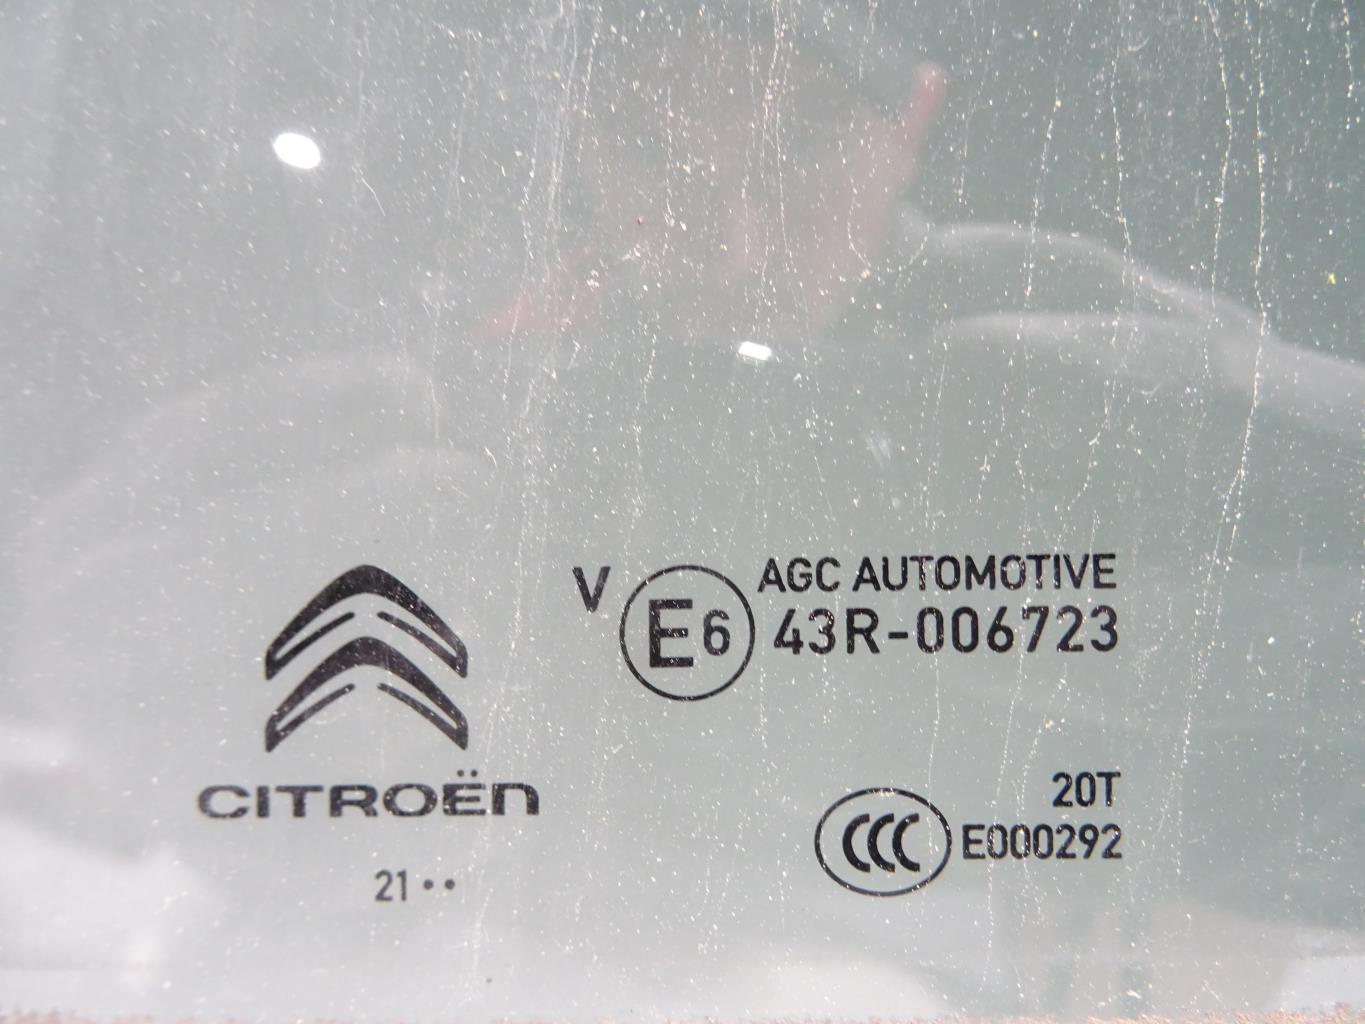 V E6 AGC AUTOMOTIVE
43R-006723
CITROËN
20T
CCC E000292
21 ••